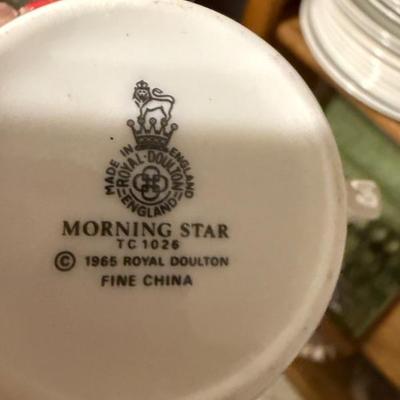 MADE IN ENGLAND
ROYAL·DOULTON
ENGLAND
MORNING STAR
TC 1026
© 1965 ROYAL DOULTON
FINE CHINA